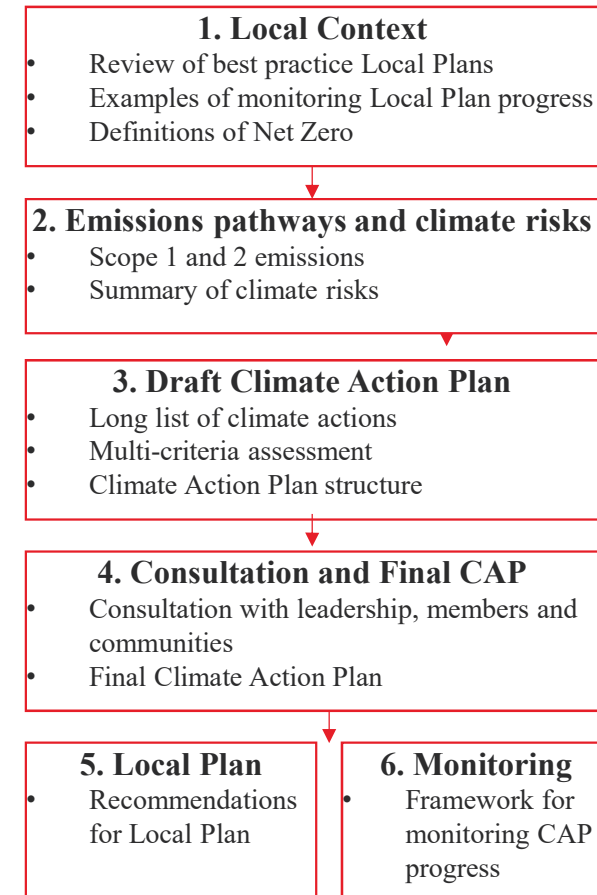 1. Local Context
• Review of best practice Local Plans
• Examples of monitoring Local Plan progress
• Definitions of Net Zero
2. Emissions pathways and climate risks
• Scope 1 and 2 emissions
• Summary of climate risks
3. Draft Climate Action Plan
• Long list of climate actions
• Multi-criteria assessment
• Climate Action Plan structure
4. Consultation and Final CAP
• Consultation with leadership, members and
communities
• Final Climate Action Plan
5. Local Plan
• Recommendations
for Local Plan
6. Monitoring
• Framework for
monitoring CAP
progress